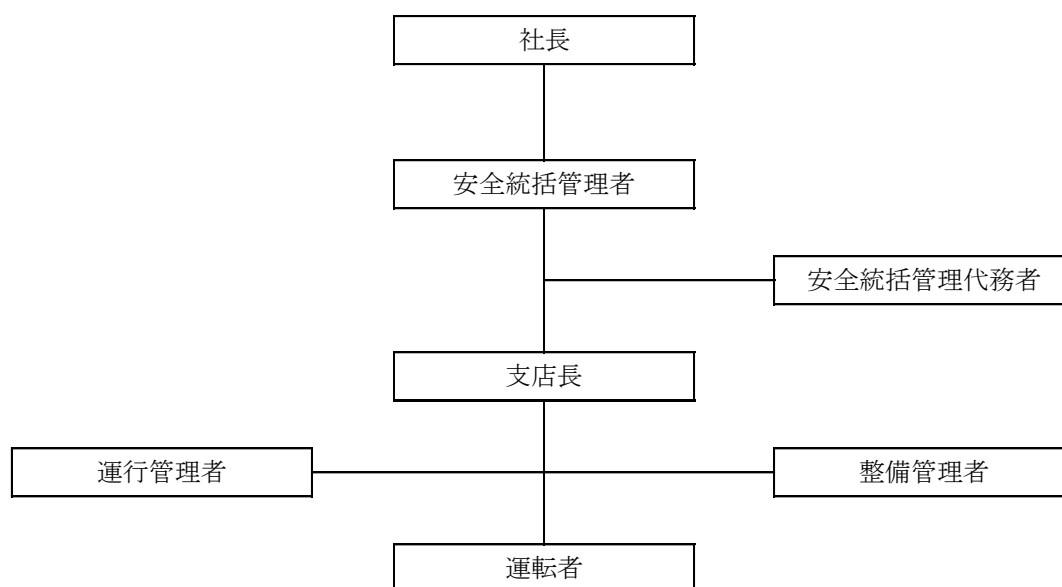 社長
安全統括管理者
安全統括管理代務者
支店長
運行管理者
整備管理者
運転者